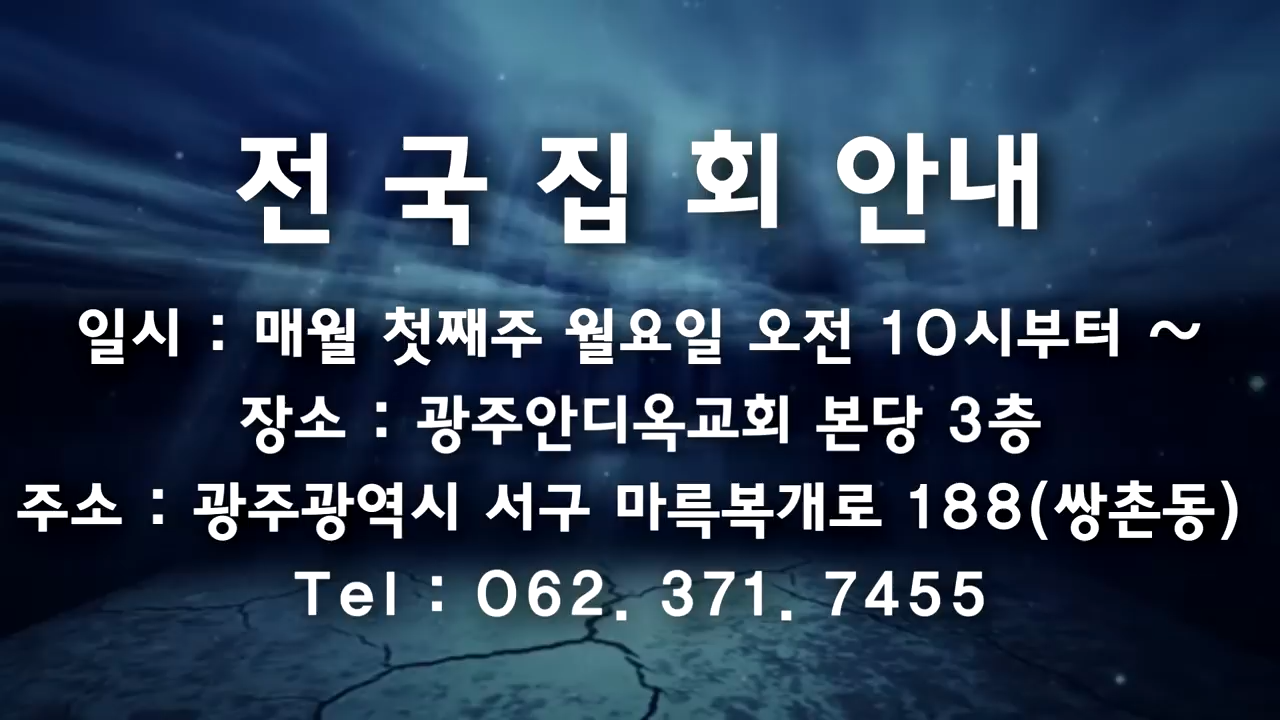 전 국 집 회 안내
일시 : 매월 첫째주 월요일 오전 10시부터 ~
장소 : 광주안디옥교회 본당 3층
주소 : 광주광역시 서구 마륵복개로 188(쌍촌동)
Tel : 062. 371. 7455